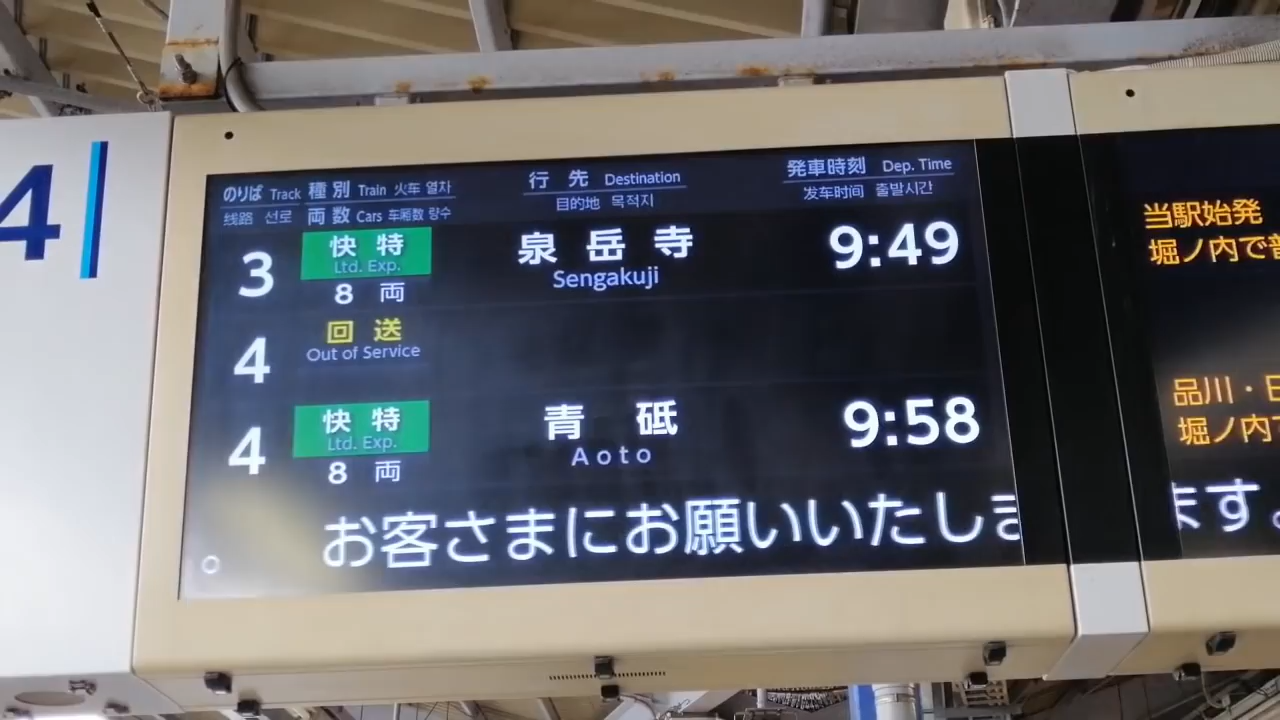 4
のりば Track 種別 Train 火车 열차
线路 선로 両数 Cars 车厢数 량수
行先 Destination
目的地 목적지
発車時刻 Dep. Time
发车时间 출발시간
3 快特 泉岳寺 9:49
Ltd. Exp. Sengakuji
8両
4 回送
Out of Service
4 快特 青砥 9:58
Ltd. Exp. Aoto
8両
。 お客さまにお願いいたしま
当駅始発
堀ノ内で
品川・
堀ノ内で
ます。